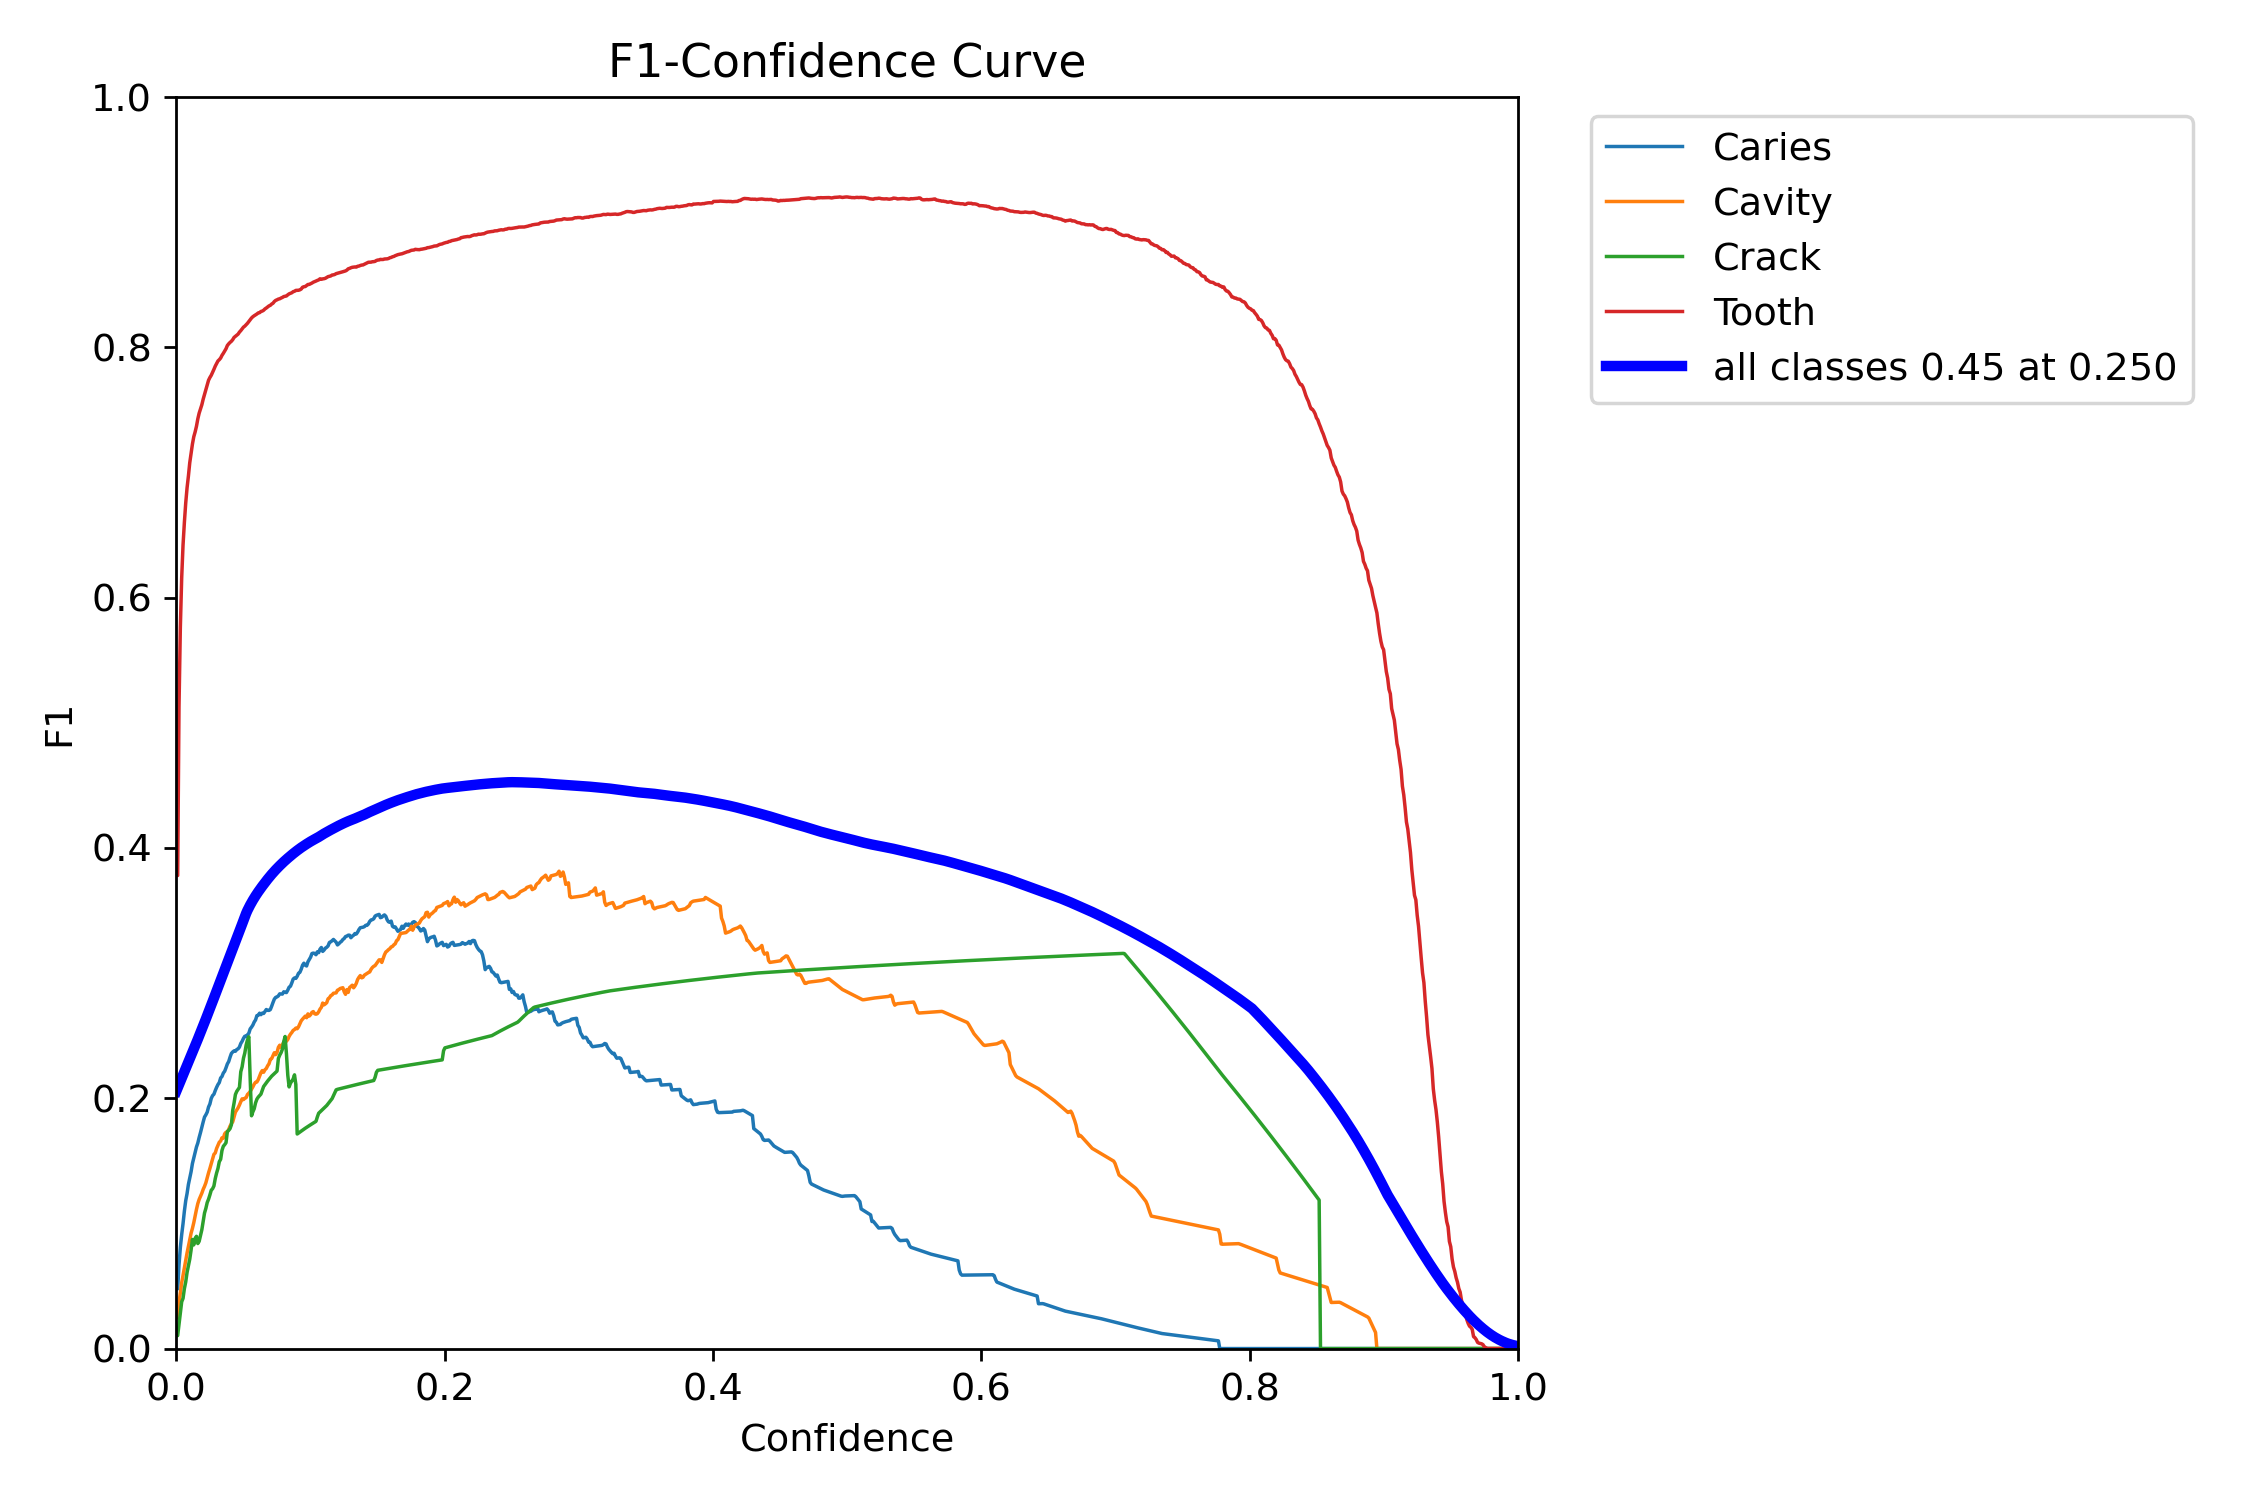 F1-Confidence Curve
1.0
0.8
0.6
0.4
0.2
0.0
F1
0.0 0.2 0.4 0.6 0.8 1.0
Confidence
Caries
Cavity
Crack
Tooth
all classes 0.45 at 0.250